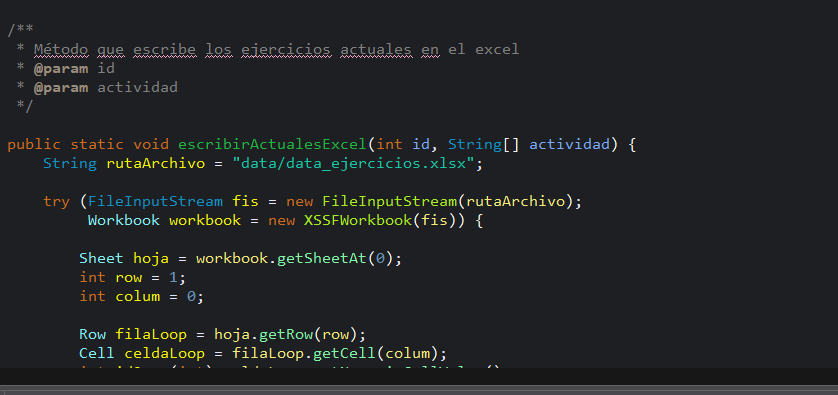 /**
 * Método que escribe los ejercicios actuales en el excel
 * @param id
 * @param actividad
 */
public static void escribirActualesExcel(int id, String[] actividad) {
    String rutaArchivo = "data/data_ejercicios.xlsx";
    try (FileInputStream fis = new FileInputStream(rutaArchivo);
         Workbook workbook = new XSSFWorkbook(fis)) {
        Sheet hoja = workbook.getSheetAt(0);
        int row = 1;
        int colum = 0;
        Row filaLoop = hoja.getRow(row);
        Cell celdaLoop = filaLoop.getCell(colum);